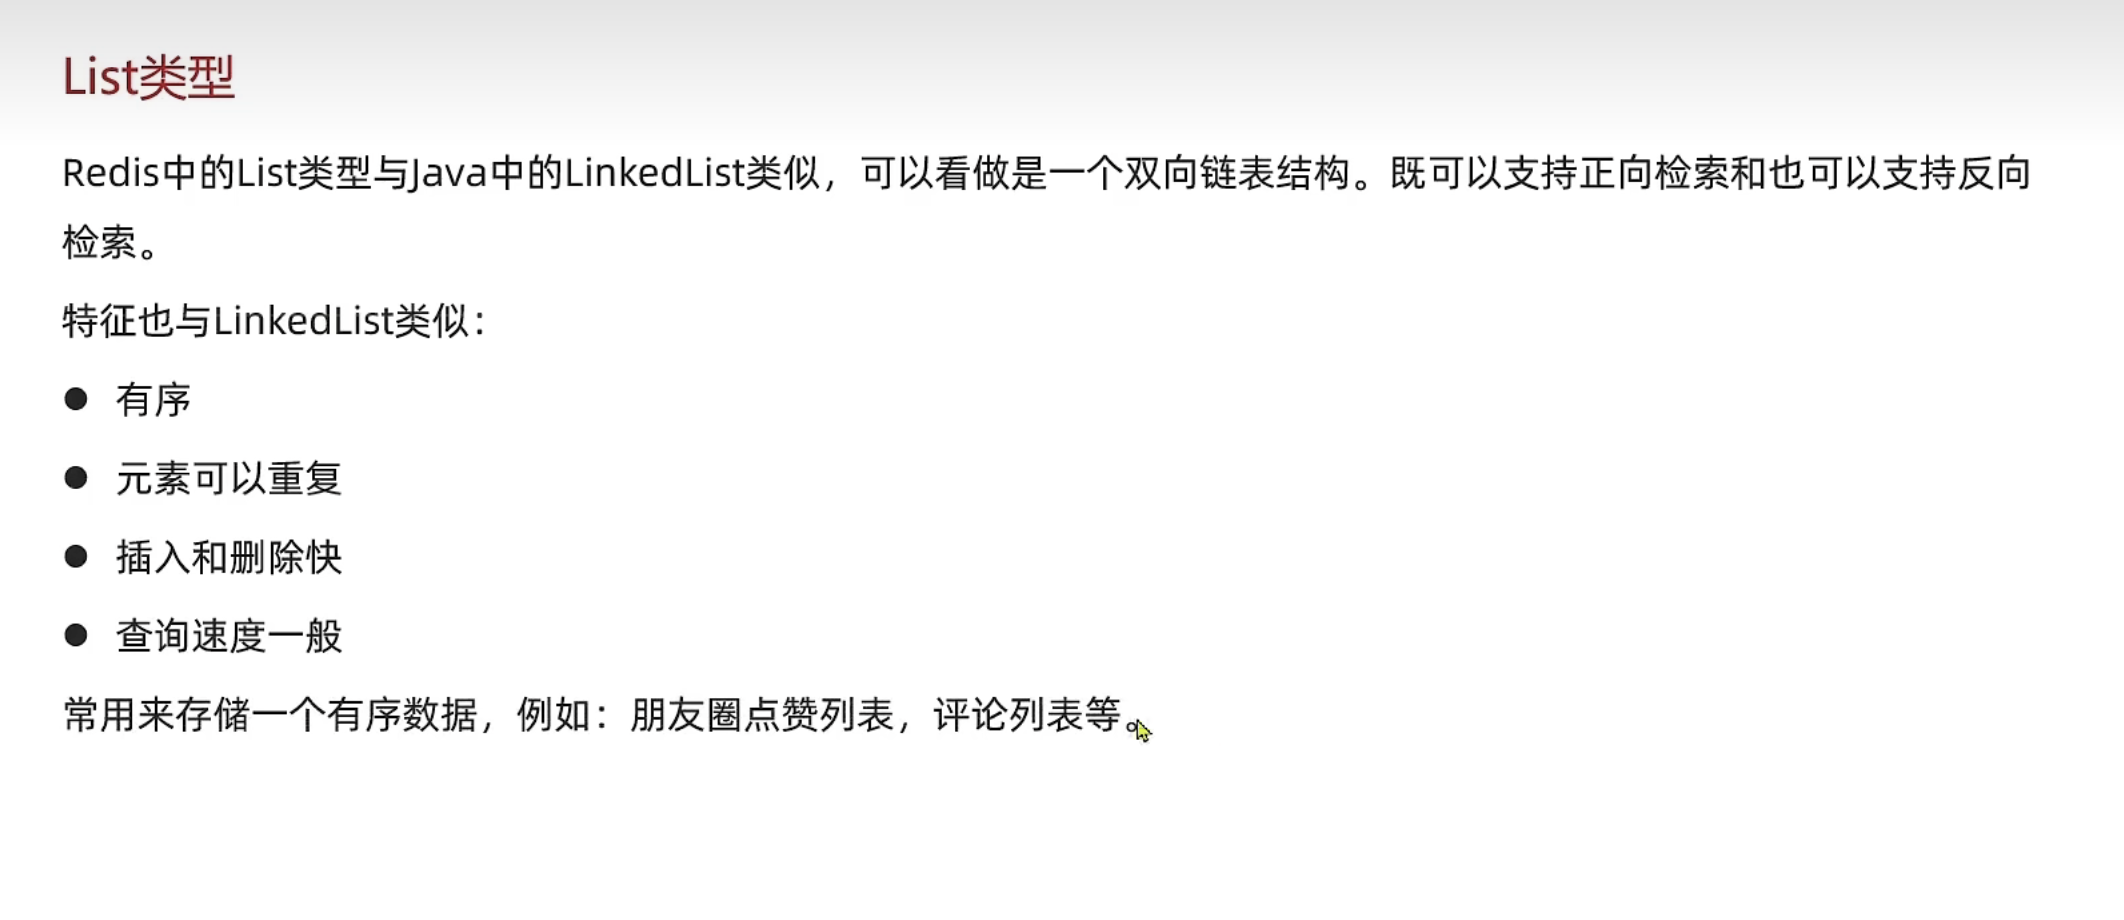 List类型
Redis中的List类型与Java中的LinkedList类似，可以看做是一个双向链表结构。既可以支持正向检索和也可以支持反向
检索。
特征也与LinkedList类似：
● 有序
● 元素可以重复
● 插入和删除快
● 查询速度一般
常用来存储一个有序数据，例如：朋友圈点赞列表，评论列表等。